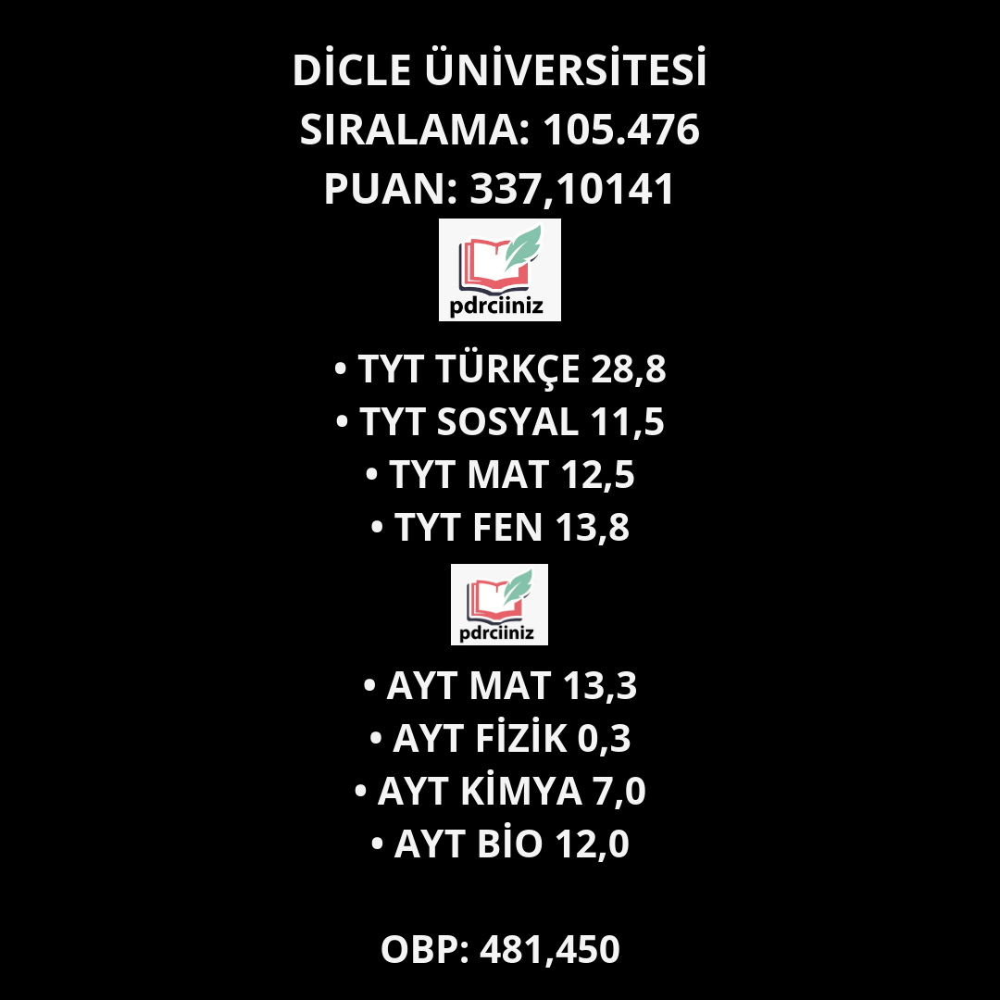 DİCLE ÜNİVERSİTESİ
SIRALAMA: 105.476
PUAN: 337,10141
pdrciiniz
• TYT TÜRKÇE 28,8
• TYT SOSYAL 11,5
• TYT MAT 12,5
• TYT FEN 13,8
pdrciiniz
• AYT MAT 13,3
• AYT FİZİK 0,3
• AYT KİMYA 7,0
• AYT BİO 12,0
OBP: 481,450